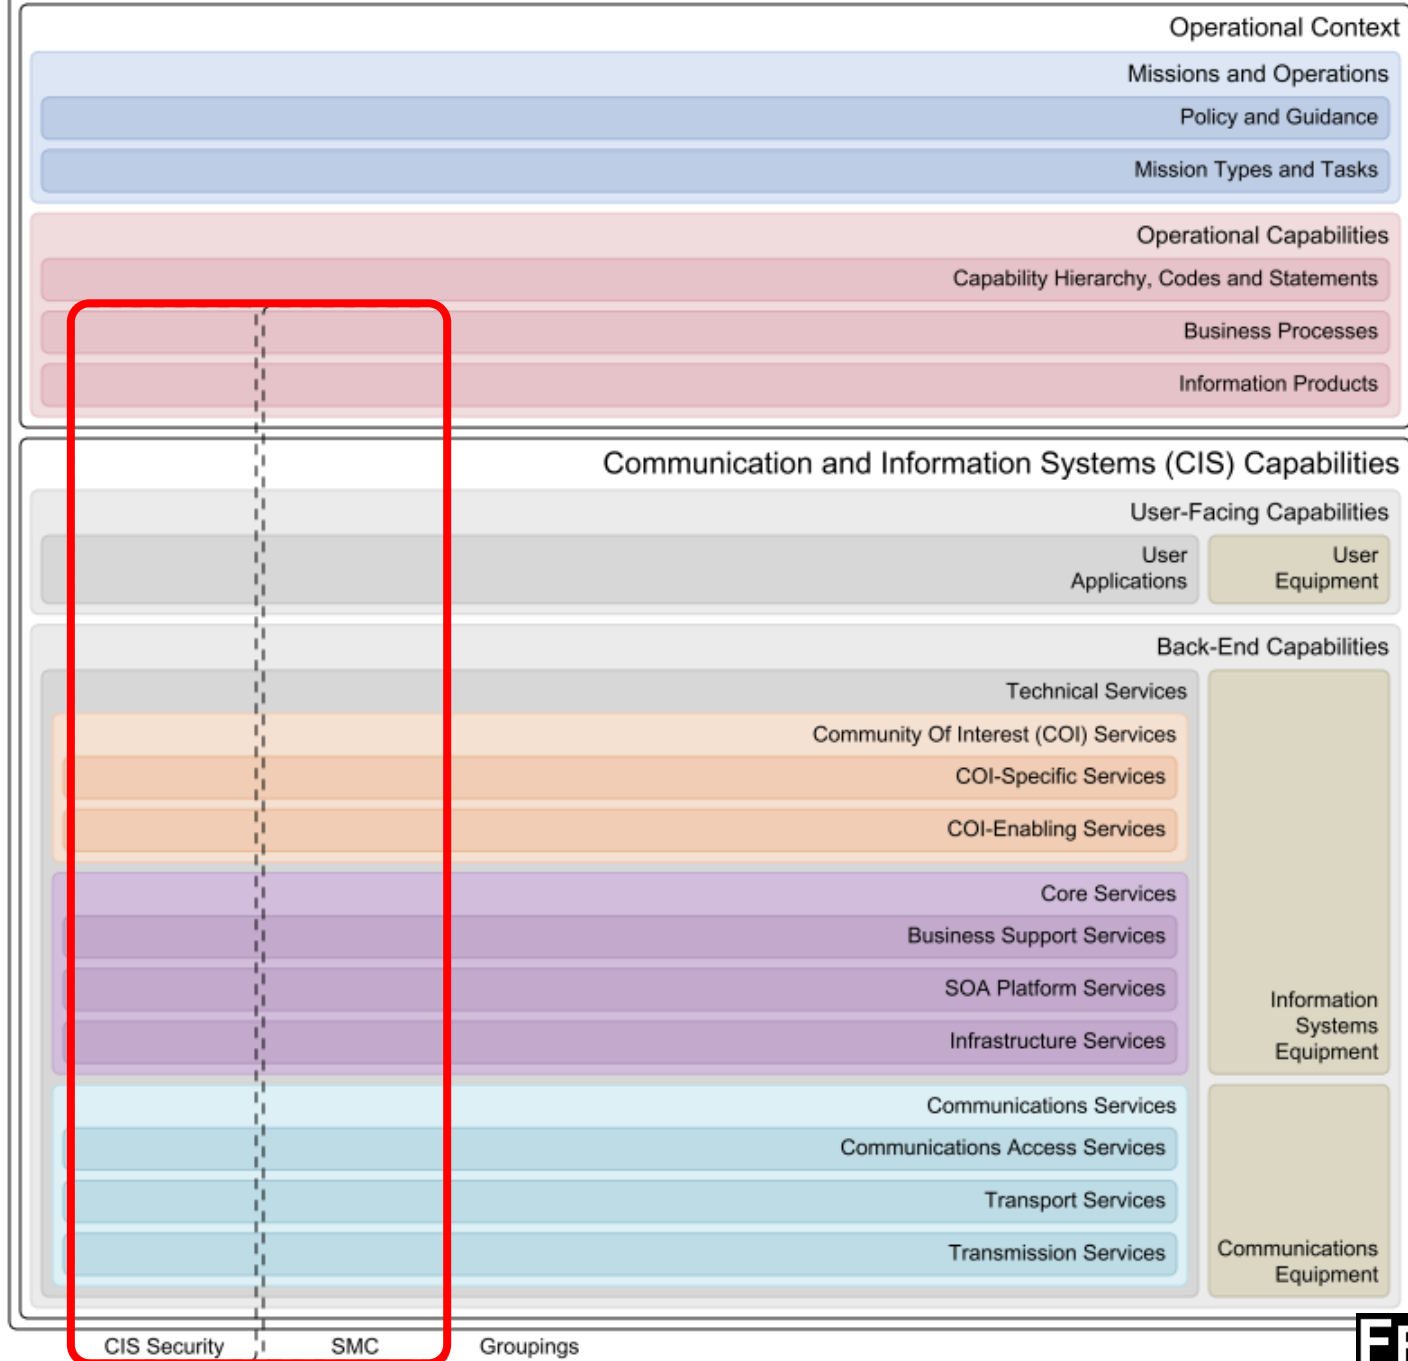 Operational Context
Missions and Operations
Policy and Guidance
Mission Types and Tasks
Operational Capabilities
Capability Hierarchy, Codes and Statements
Business Processes
Information Products
Communication and Information Systems (CIS) Capabilities
User-Facing Capabilities
User
Applications
User
Equipment
Back-End Capabilities
Technical Services
Community Of Interest (COI) Services
COI-Specific Services
COI-Enabling Services
Core Services
Business Support Services
SOA Platform Services
Infrastructure Services
Information
Systems
Equipment
Communications Services
Communications Access Services
Transport Services
Transmission Services
Communications
Equipment
CIS Security
SMC
Groupings